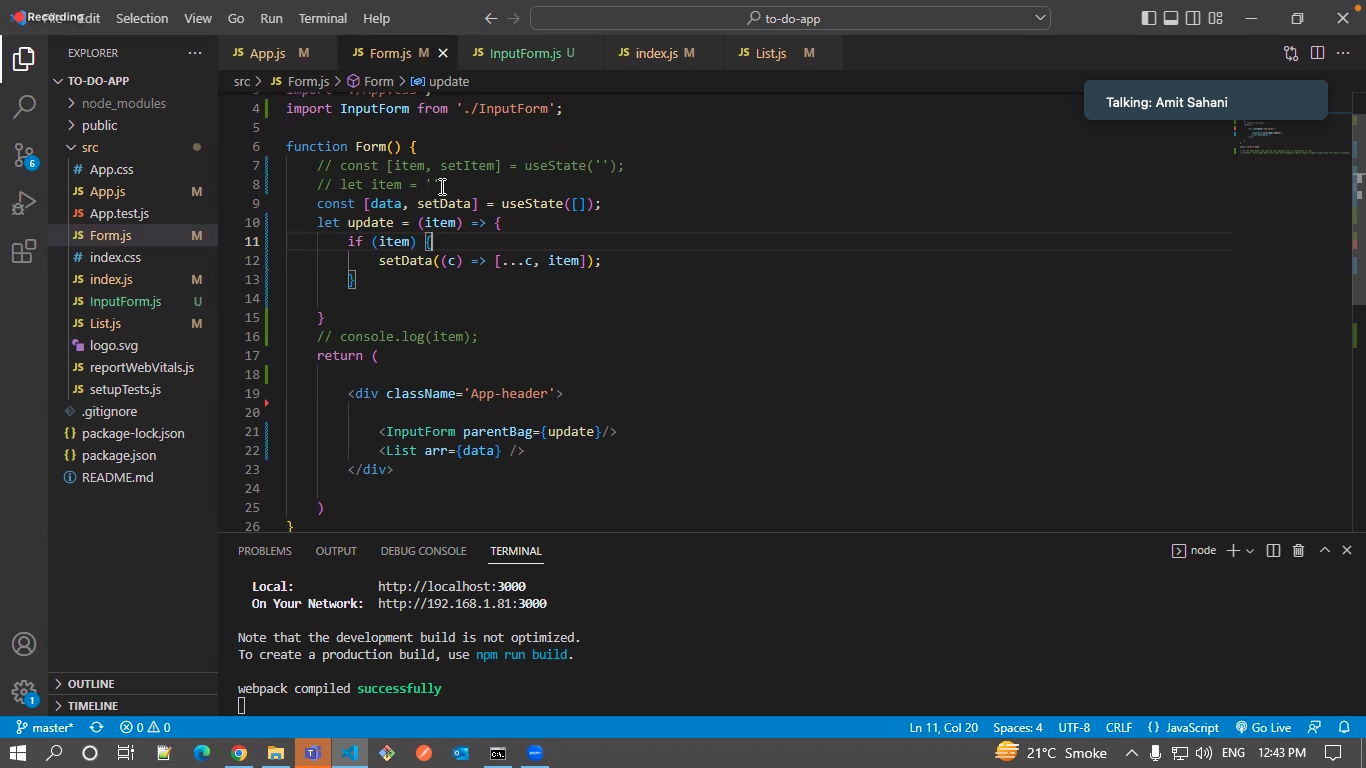 Recording...
Edit
Selection
View
Go
Run
Terminal
Help
to-do-app
EXPLORER
App.js M
Form.js M
InputForm.js U
index.js M
List.js M
src > Form.js > Form > update
Talking: Amit Sahani
TO-DO-APP
node_modules
public
src
App.css
App.js M
App.test.js
Form.js M
index.css
index.js M
InputForm.js U
List.js M
logo.svg
reportWebVitals.js
setupTests.js
.gitignore
package-lock.json
package.json
README.md
OUTLINE
TIMELINE
4 import InputForm from './InputForm';
5
6 function Form() {
7 // const [item, setItem] = useState('');
8 // let item = '
9 const [data, setData] = useState([]);
10 let update = (item) => {
11 if (item) {
12 setData((c) => [...c, item]);
13 }
14
15 }
16 // console.log(item);
17 return (
18
19 <div className='App-header'>
20
21 <InputForm parentBag={update}/>
22 <List arr={data} />
23 </div>
24
25 )
26 }
PROBLEMS
OUTPUT
DEBUG CONSOLE
TERMINAL
node
Local: http://localhost:3000
On Your Network: http://192.168.1.81:3000
Note that the development build is not optimized.
To create a production build, use npm run build.
webpack compiled successfully
6
1
master*
0
0
Ln 11, Col 20
Spaces: 4
UTF-8
CRLF
{} JavaScript
Go Live
21°C Smoke
ENG
12:43 PM